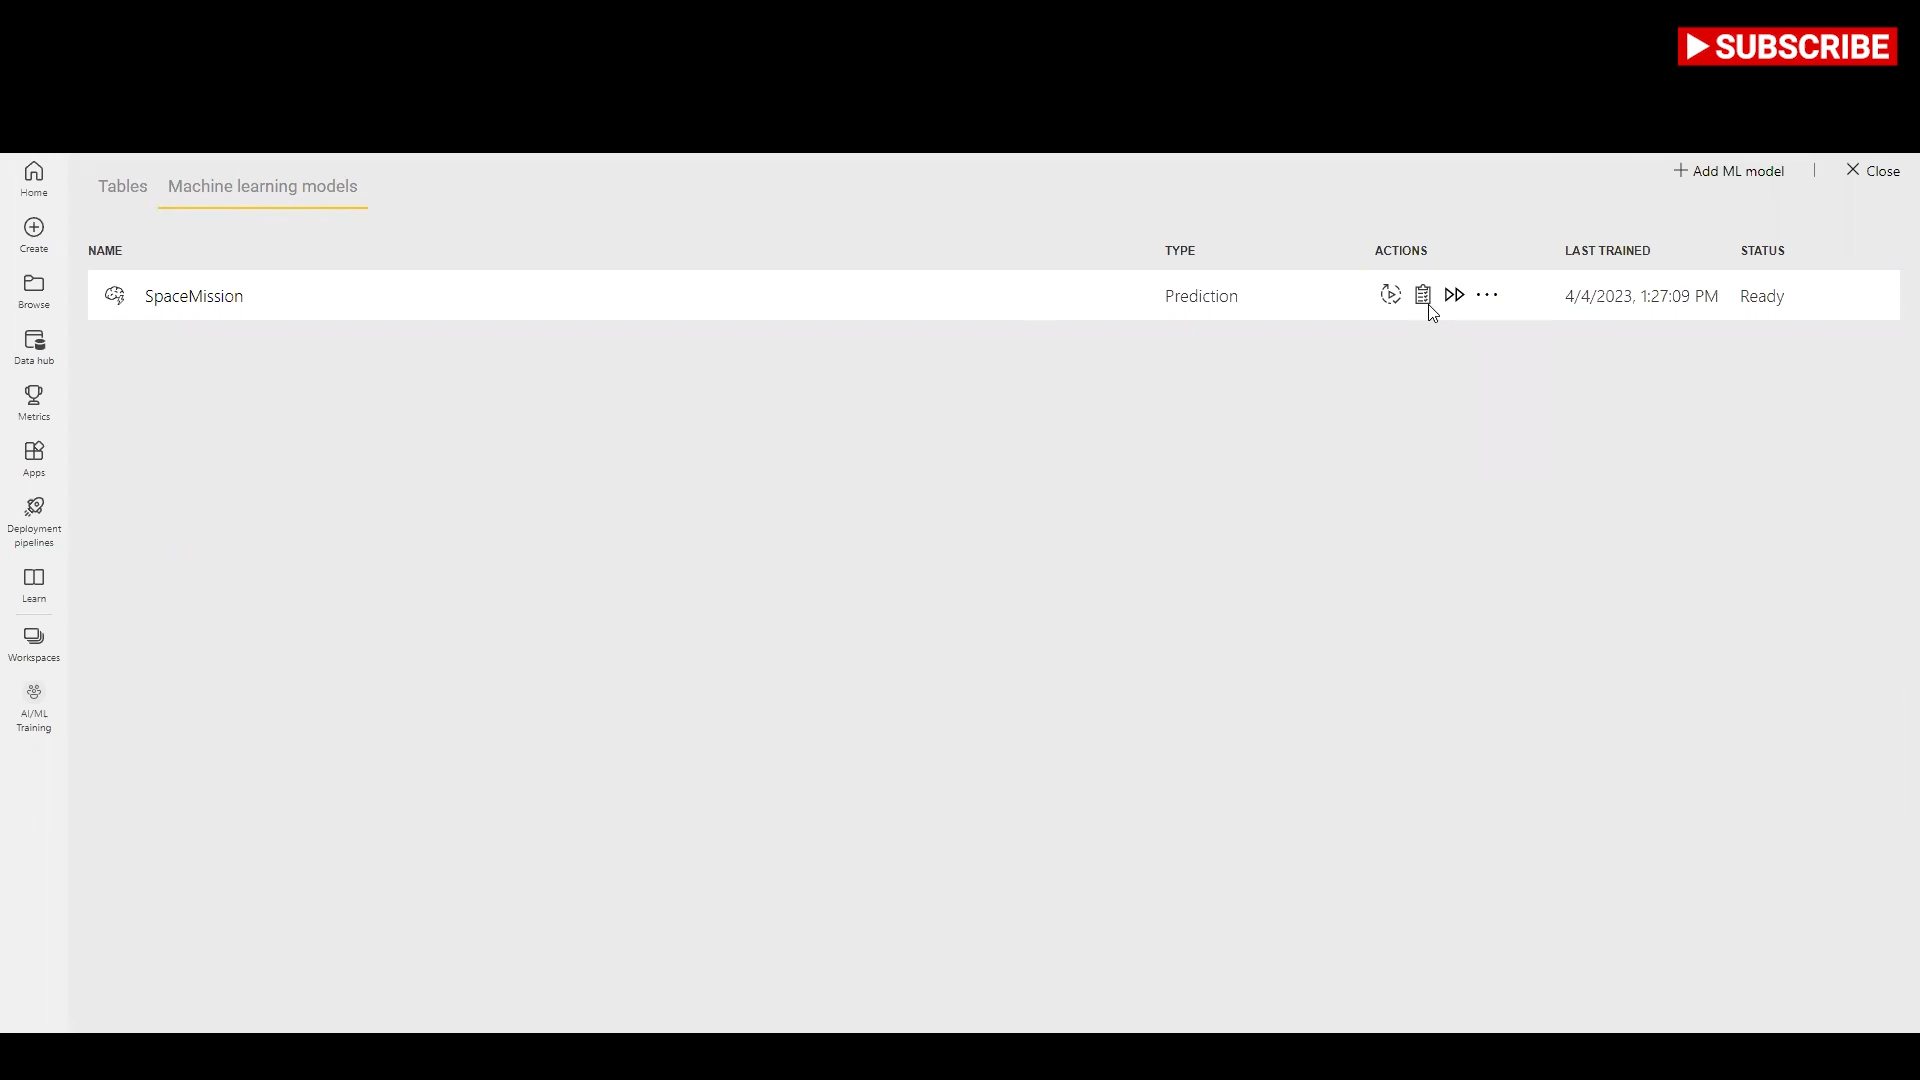 SUBSCRIBE
Home
Create
Browse
Data hub
Metrics
Apps
Deployment
pipelines
Learn
Workspaces
AI/ML
Training
Tables
Machine learning models
Add ML model
Close
NAME
TYPE
ACTIONS
LAST TRAINED
STATUS
SpaceMission
Prediction
4/4/2023, 1:27:09 PM
Ready